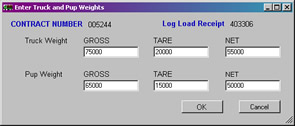 Enter Truck and Pup Weights
CONTRACT NUMBER 005244 Log Load Receipt 403306
Truck Weight GROSS TARE NET
75000 20000 55000
Pup Weight GROSS TARE NET
65000 15000 50000
OK Cancel